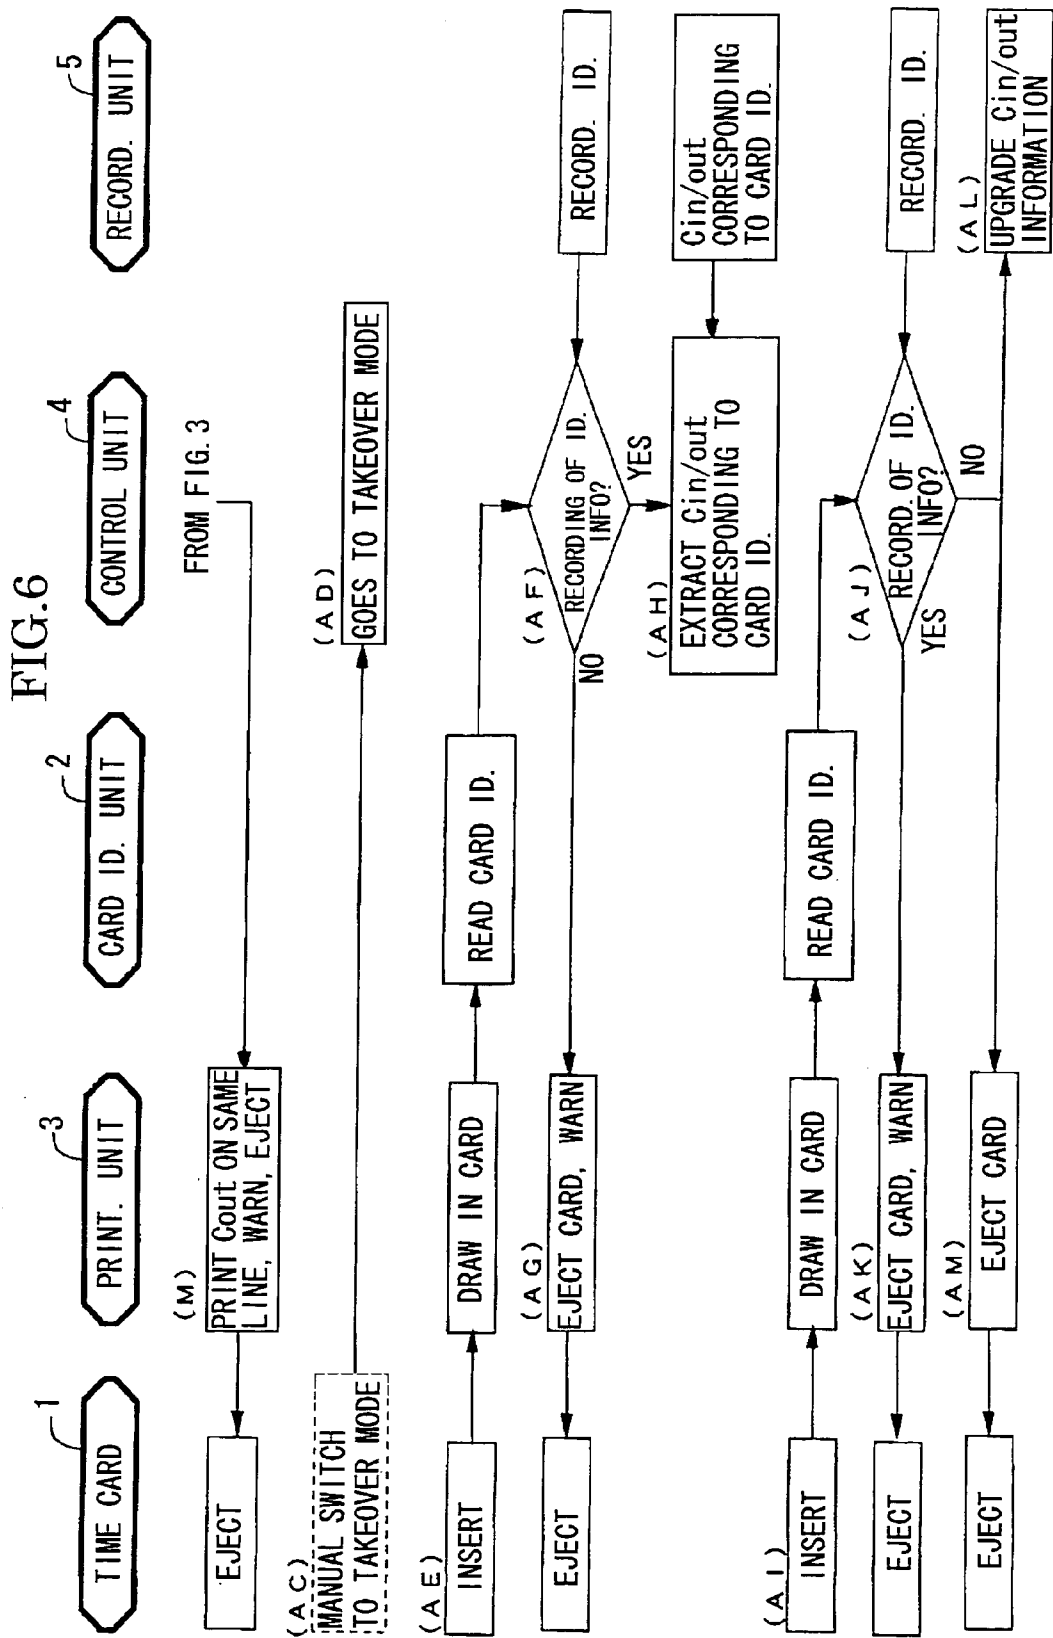 FIG.6
1
TIME CARD
3
PRINT. UNIT
2
CARD ID. UNIT
4
CONTROL UNIT
5
RECORD. UNIT
FROM FIG.3
(M)
PRINT Cout ON SAME
LINE, WARN, EJECT
EJECT
(AC)
MANUAL SWITCH
TO TAKEOVER MODE
(AD)
GOES TO TAKEOVER MODE
(AE)
INSERT
DRAW IN CARD
READ CARD ID.
(AF)
RECORDING OF ID.
INFO?
RECORD. ID.
NO
YES
(AG)
EJECT CARD, WARN
EJECT
(AH)
EXTRACT Cin/out
CORRESPONDING TO
CARD ID.
Cin/out
CORRESPONDING
TO CARD ID.
(AI)
INSERT
DRAW IN CARD
READ CARD ID.
(AJ)
RECORD. OF ID.
INFO?
RECORD. ID.
YES
NO
(AK)
EJECT CARD, WARN
EJECT
(AL)
UPGRADE Cin/out
INFORMATION
(AM)
EJECT CARD
EJECT